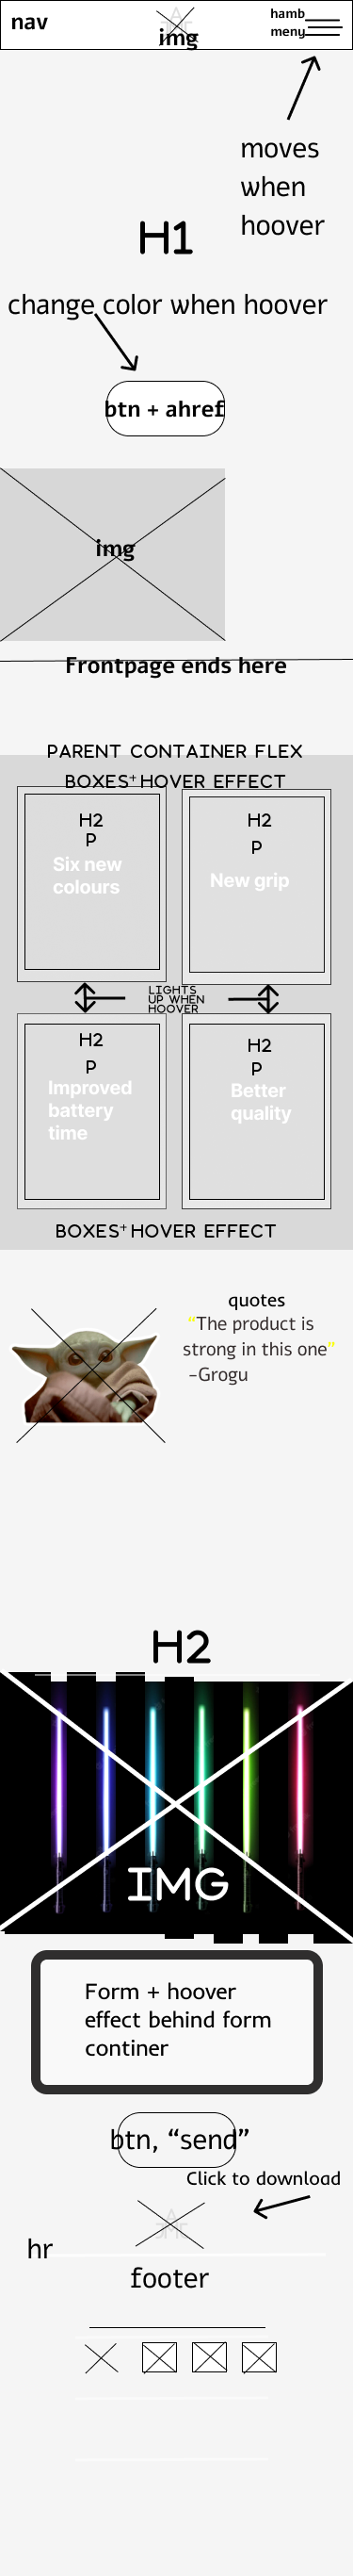 nav
img
hamb
meny
moves
when
hoover
H1
change color when hoover
btn + ahref
img
Frontpage ends here
PARENT CONTAINER FLEX
BOXES+HOVER EFFECT
H2
P
Six new
colours
H2
P
New grip
LIGHTS
UP WHEN
HOOVER
H2
P
Improved
battery
time
H2
P
Better
quality
BOXES+HOVER EFFECT
quotes
"The product is
strong in this one"
-Grogu
H2
IMG
Form + hoover
effect behind form
continer
btn, “send”
Click to download
hr
footer